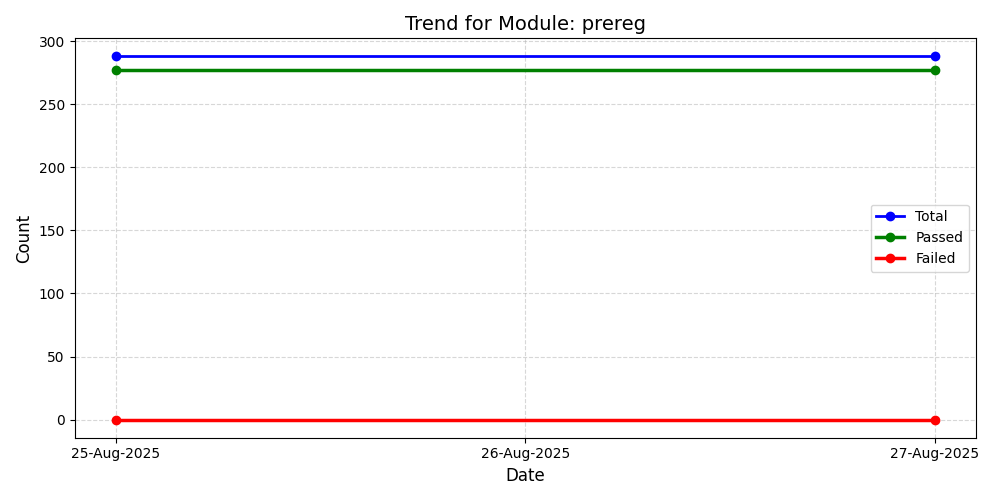 Trend for Module: prereg
Count
300
250
200
150
100
50
0
Total
Passed
Failed
25-Aug-2025
26-Aug-2025
27-Aug-2025
Date